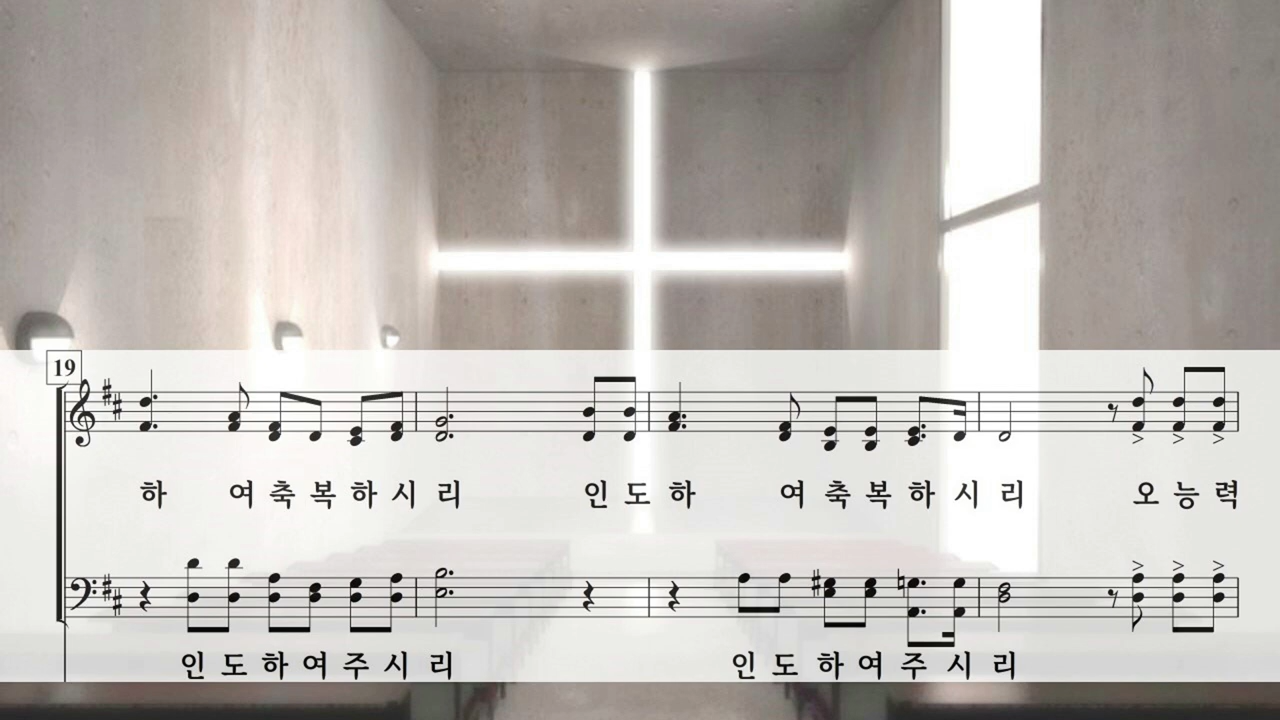 19
하 여 축 복 하 시 리 인 도 하 여 축 복 하 시 리 오 능 력
인 도 하 여 주 시 리 인 도 하 여 주 시 리